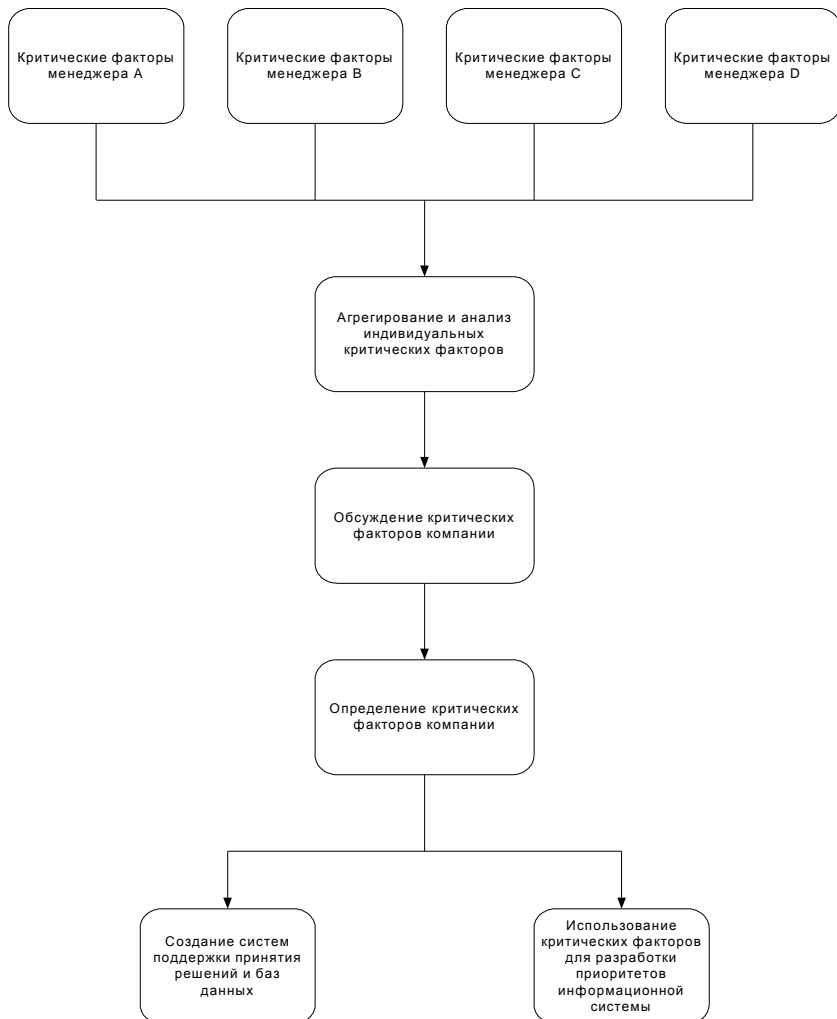 Критические факторы
менеджера А
Критические факторы
менеджера В
Критические факторы
менеджера С
Критические факторы
менеджера D
Агрегирование и анализ
индивидуальных
критических факторов
Обсуждение критических
факторов компании
Определение критических
факторов компании
Создание систем
поддержки принятия
решений и баз
данных
Использование
критических факторов
для разработки
приоритетов
информационной
системы